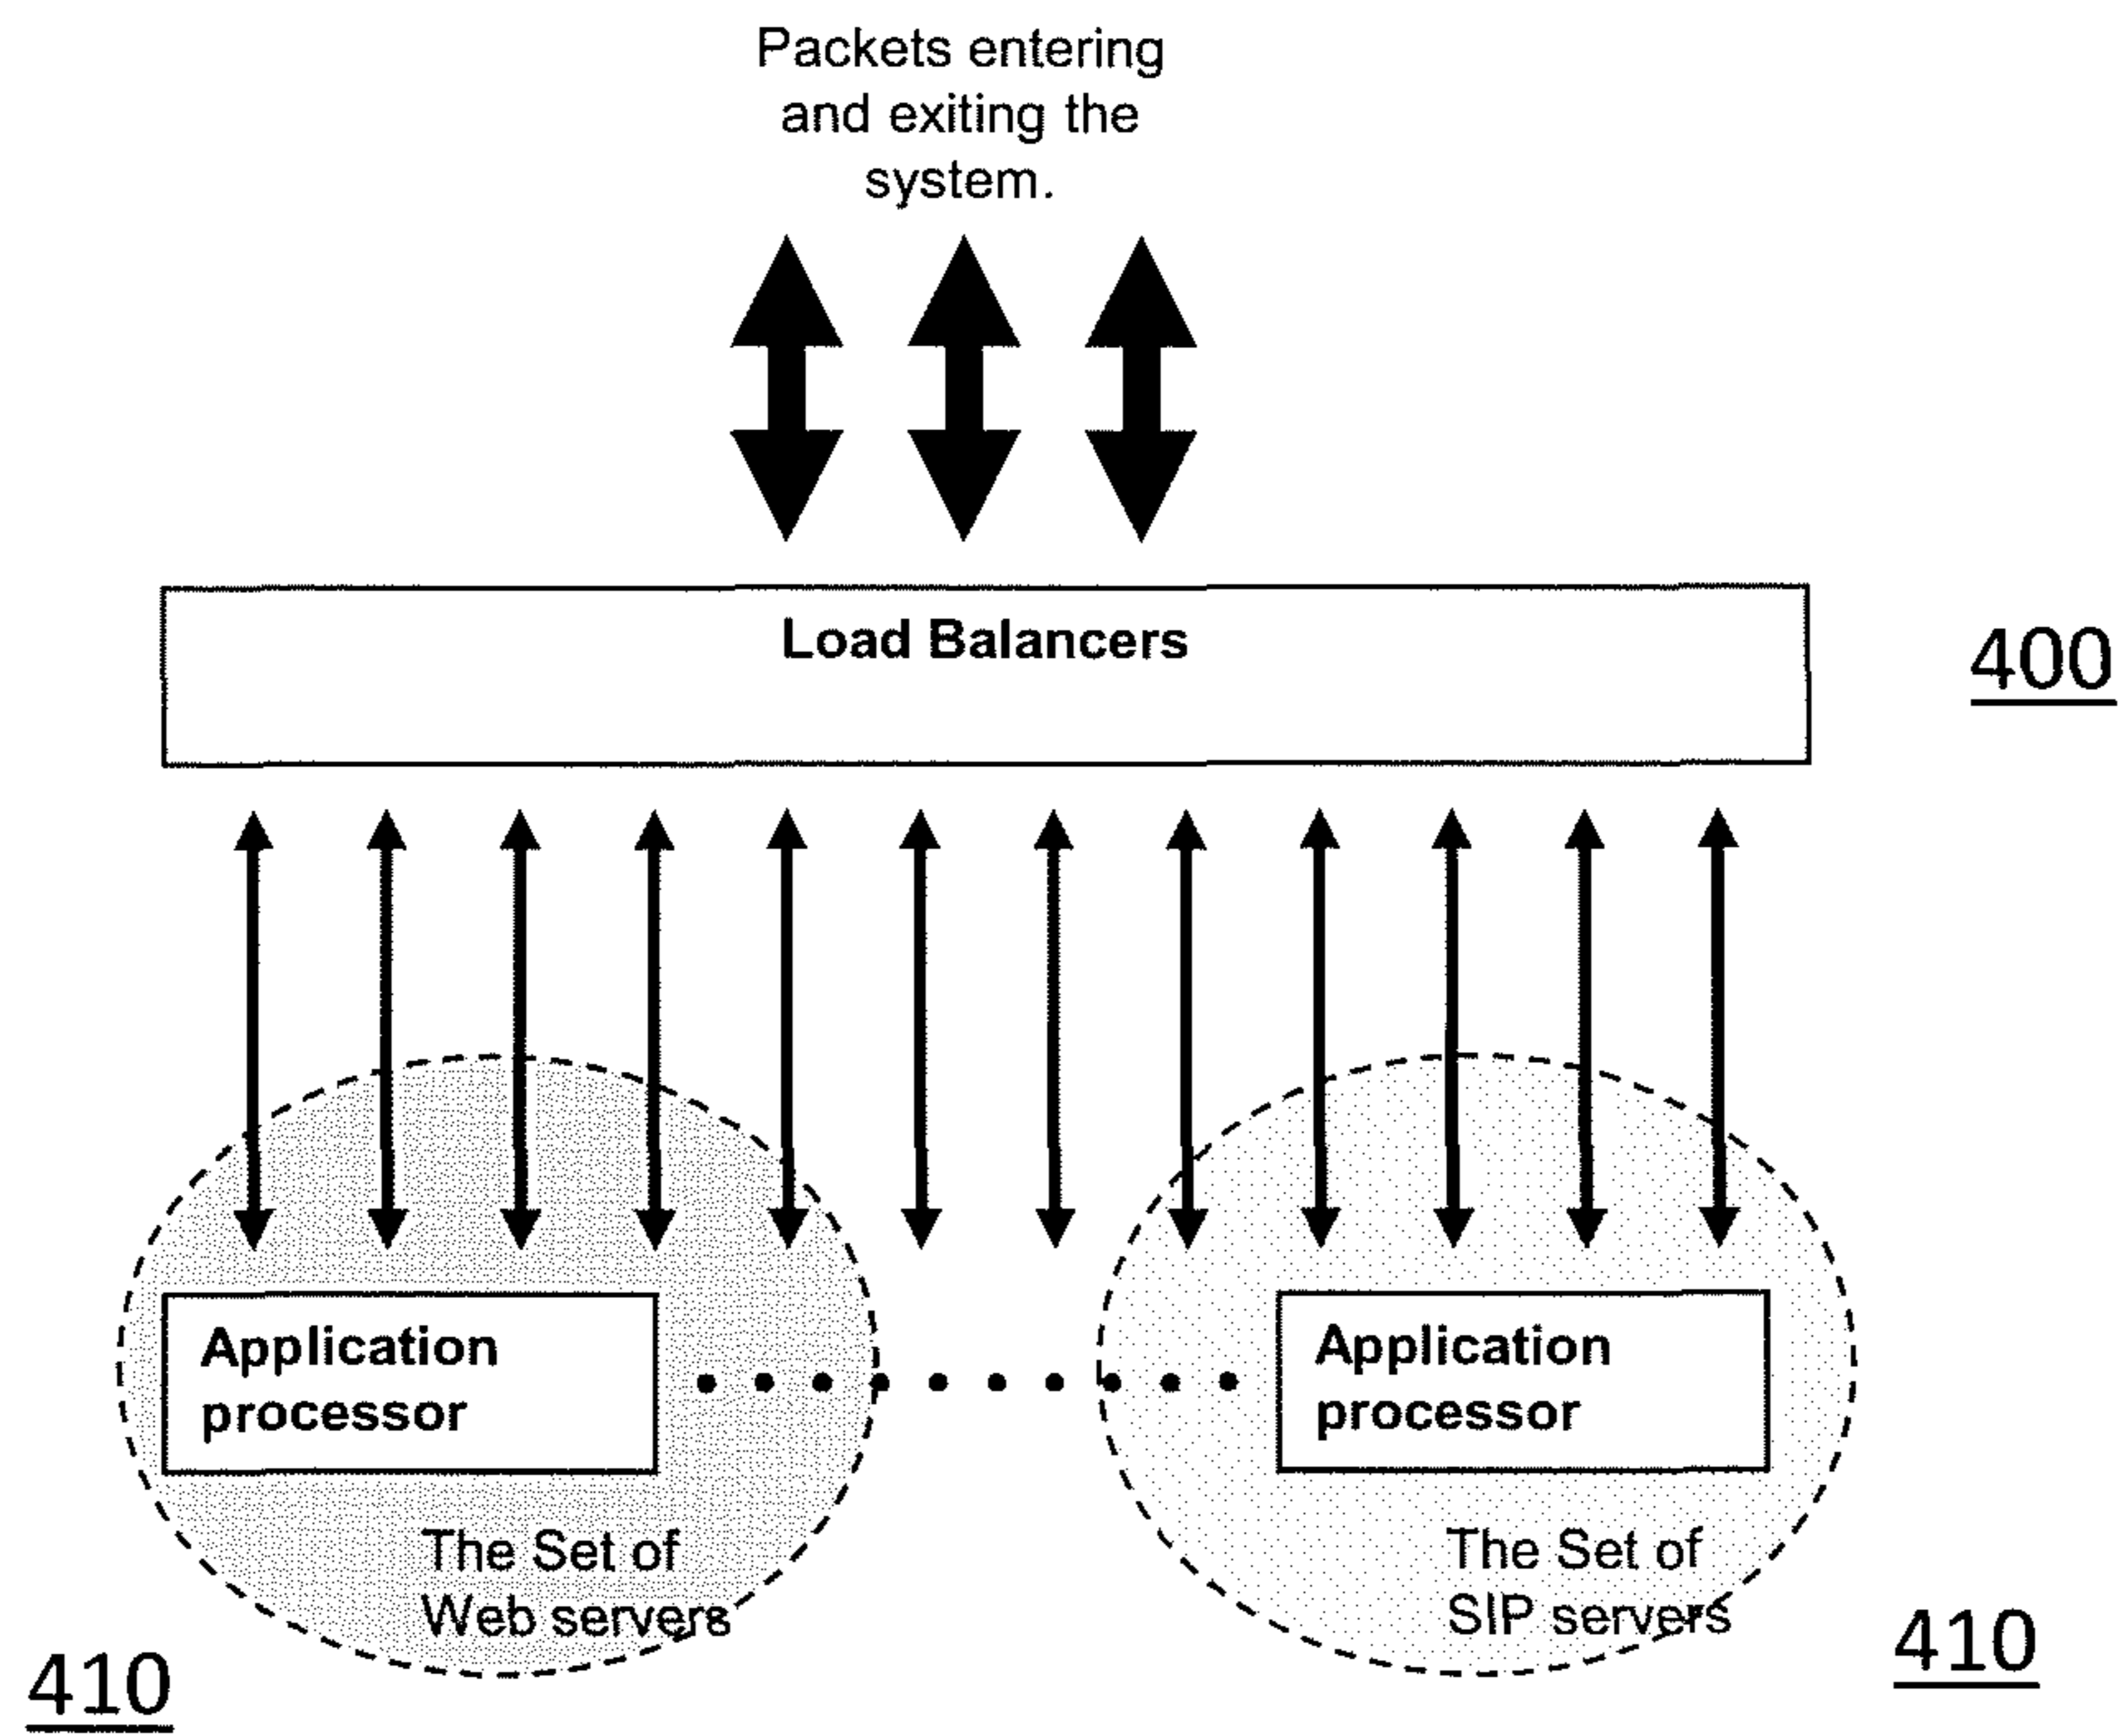 Packets entering
and exiting the
system.
Load Balancers
400
Application
processor
Application
processor
The Set of
Web servers
The Set of
SIP servers
410
410